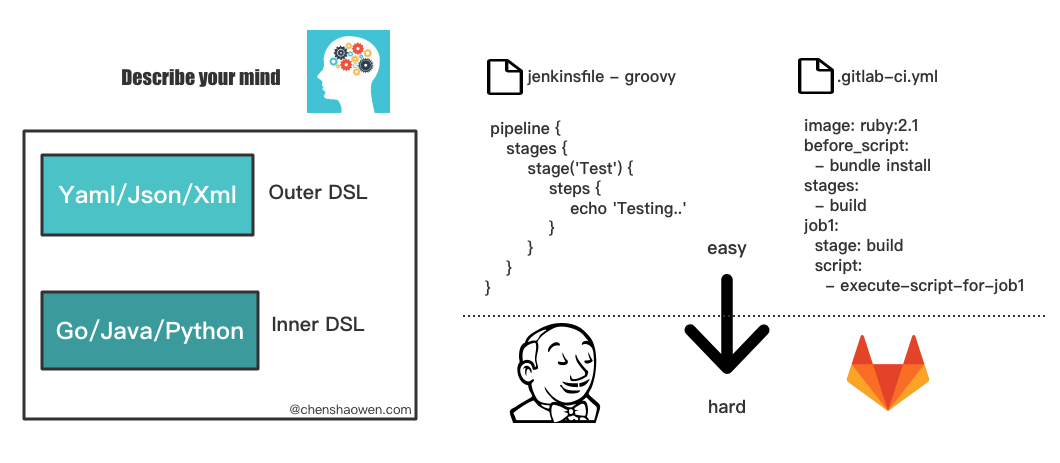 Describe your mind
Yaml/Json/Xml
Outer DSL
Go/Java/Python
Inner DSL
@chenshaowen.com
jenkinsfile - groovy
pipeline {
stages {
stage('Test') {
steps {
echo 'Testing..'
}
}
}
}
easy
hard
.gitlab-ci.yml
image: ruby:2.1
before_script:
- bundle install
stages:
- build
job1:
stage: build
script:
- execute-script-for-job1